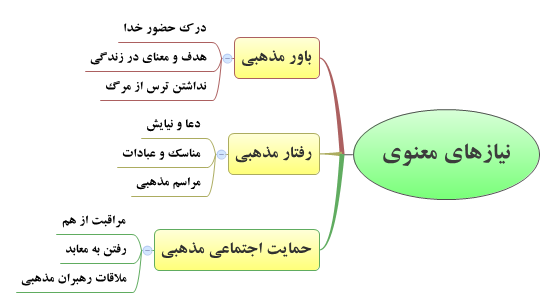 نیازهای معنوی
باور مذهبی
درک حضور خدا
هدف و معنای در زندگی
نداشتن ترس از مرگ
رفتار مذهبی
دعا و نیایش
مناسک و عبادات
مراسم مذهبی
حمایت اجتماعی مذهبی
مراقبت از هم
رفتن به معابد
ملاقات رهبران مذهبی